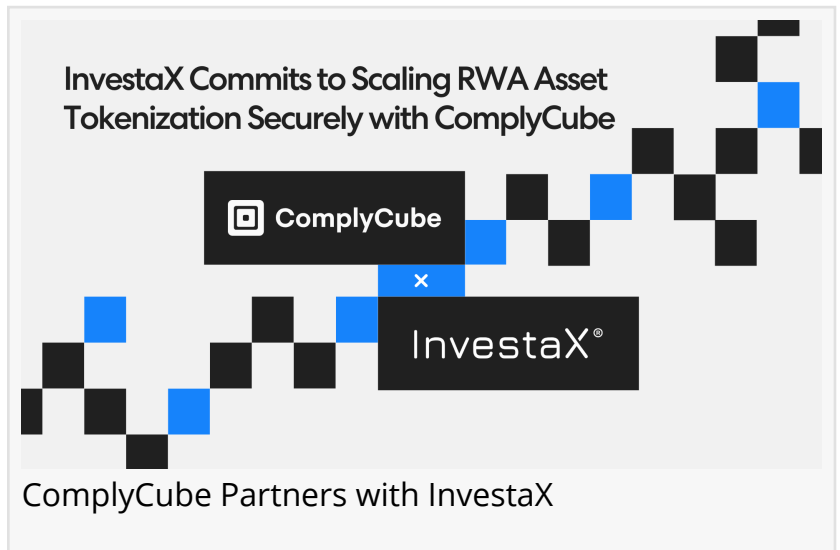 InvestaX Commits to Scaling RWA Asset
Tokenization Securely with ComplyCube
ComplyCube
×
InvestaX®
ComplyCube Partners with InvestaX